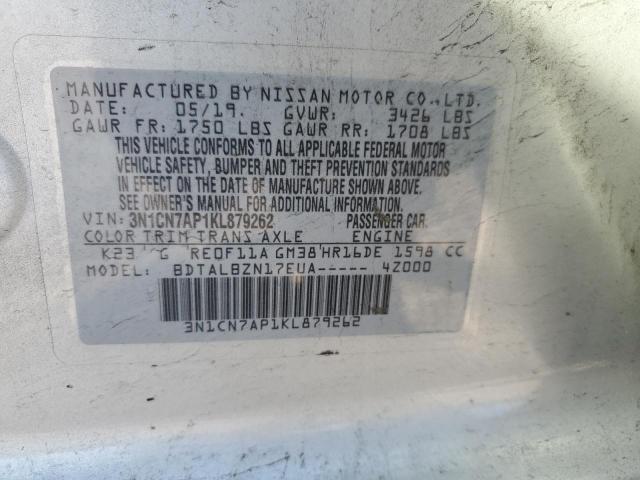 MANUFACTURED BY NISSAN MOTOR CO., LTD.
DATE: 05/19. GVWR: 3426 LBS
GAWR FR: 1750 LBS GAWR RR: 1708 LBS
THIS VEHICLE CONFORMS TO ALL APPLICABLE FEDERAL MOTOR
VEHICLE SAFETY, BUMPER AND THEFT PREVENTION STANDARDS
IN EFFECT ON THE DATE OF MANUFACTURE SHOWN ABOVE.
SEE OWNER'S MANUAL FOR ADDITIONAL INFORMATION.
VIN: 3N1CN7AP1KL879262 PASSENGER CAR.
COLOR TRIM TRANS AXLE ENGINE
K23 G RE0F11A GM38 HR16DE 1598 CC
MODEL: BDTALBZN17EUA----- 4Z000
3N1CN7AP1KL879262